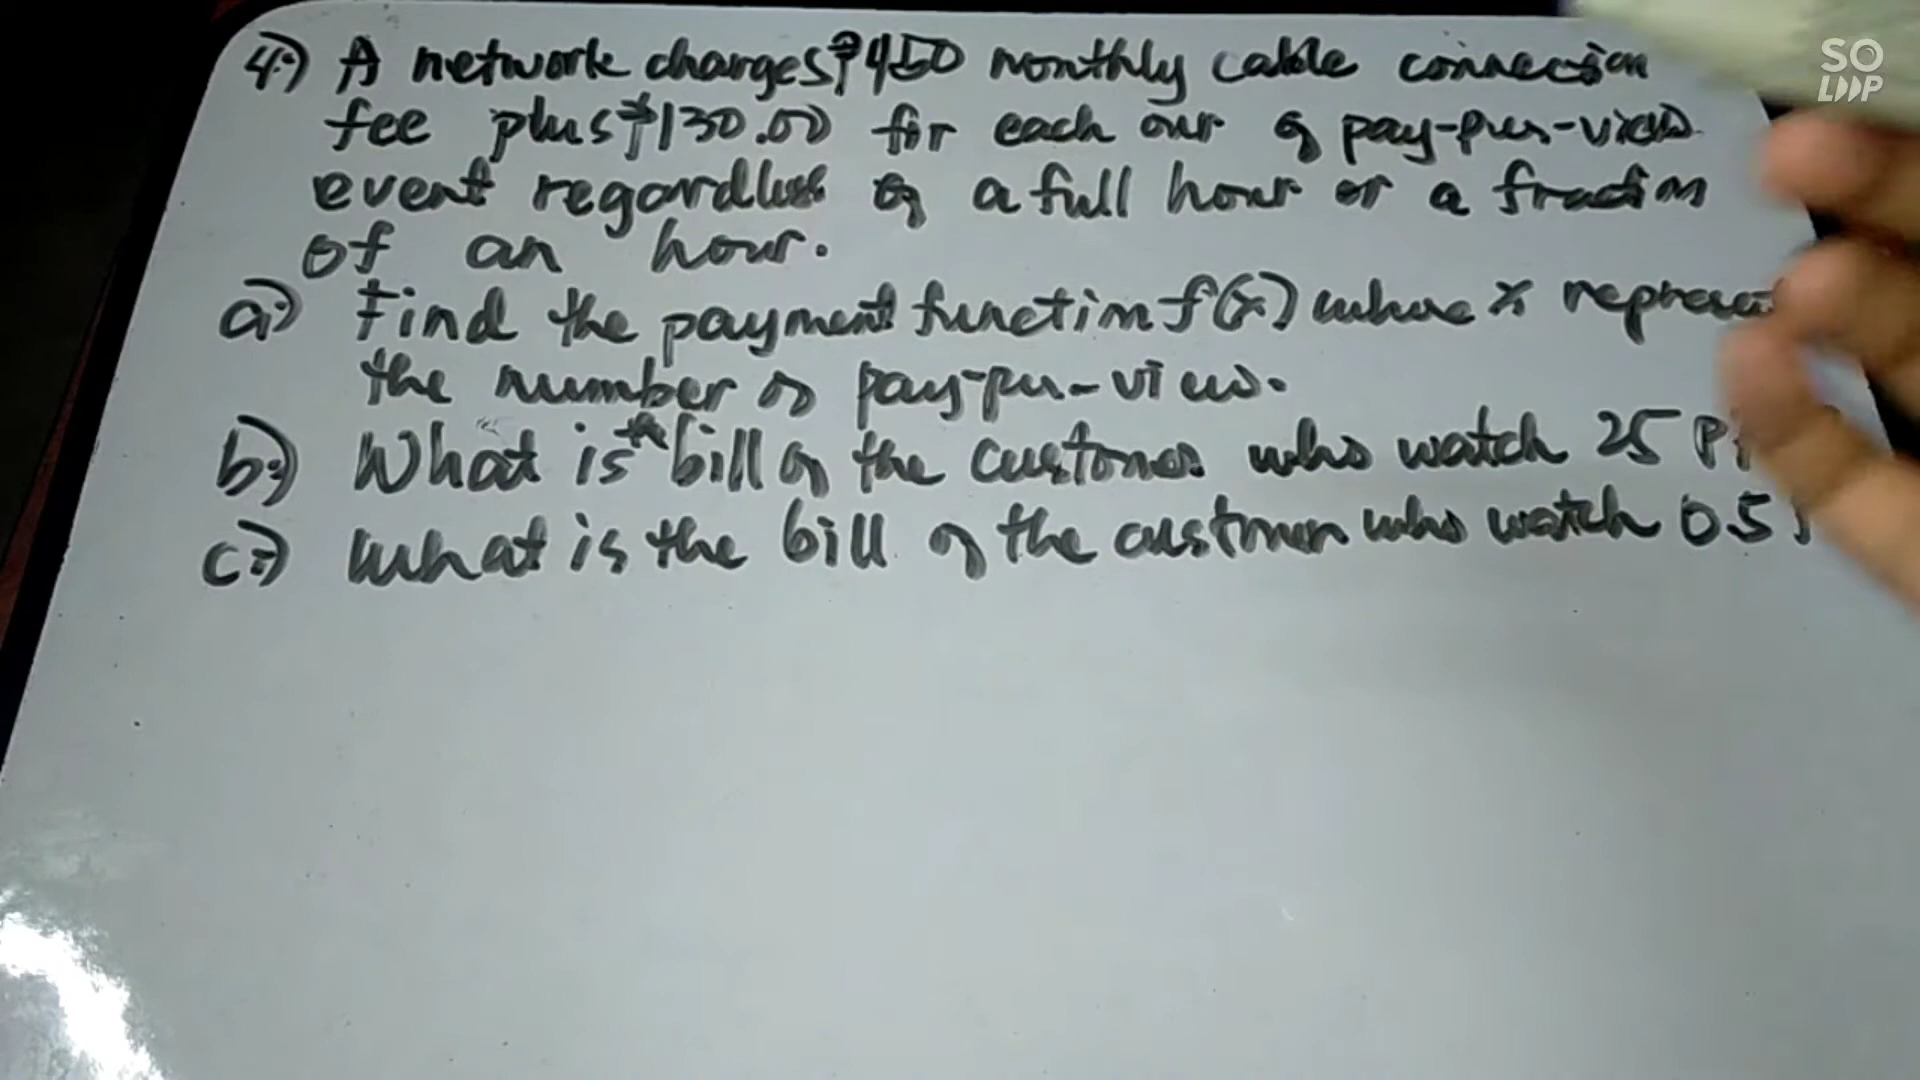 4.) A network charges ₱450 monthly cable connection
fee plus ₱130.00 for each our of pay-per-view
event regardless of a full hour or a fraction
of an hour.
a.) Find the payment function f(x) where x represent
the number of pay-per-view.
b.) What is the bill of the customer who watch 25 P
c.) What is the bill of the customer who watch 0.5
SO
LOOP